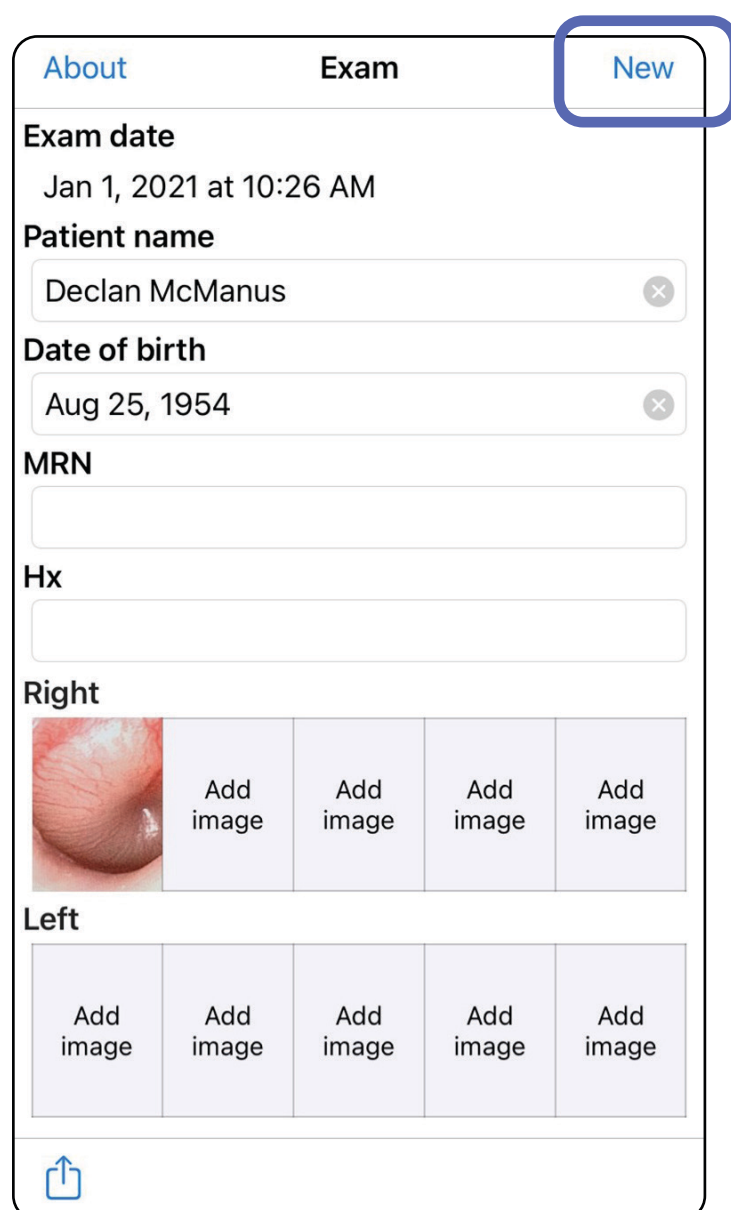 About Exam New
Exam date
Jan 1, 2021 at 10:26 AM
Patient name
Declan McManus
Date of birth
Aug 25, 1954
MRN
Hx
Right
Add image
Add image
Add image
Add image
Left
Add image
Add image
Add image
Add image
Add image